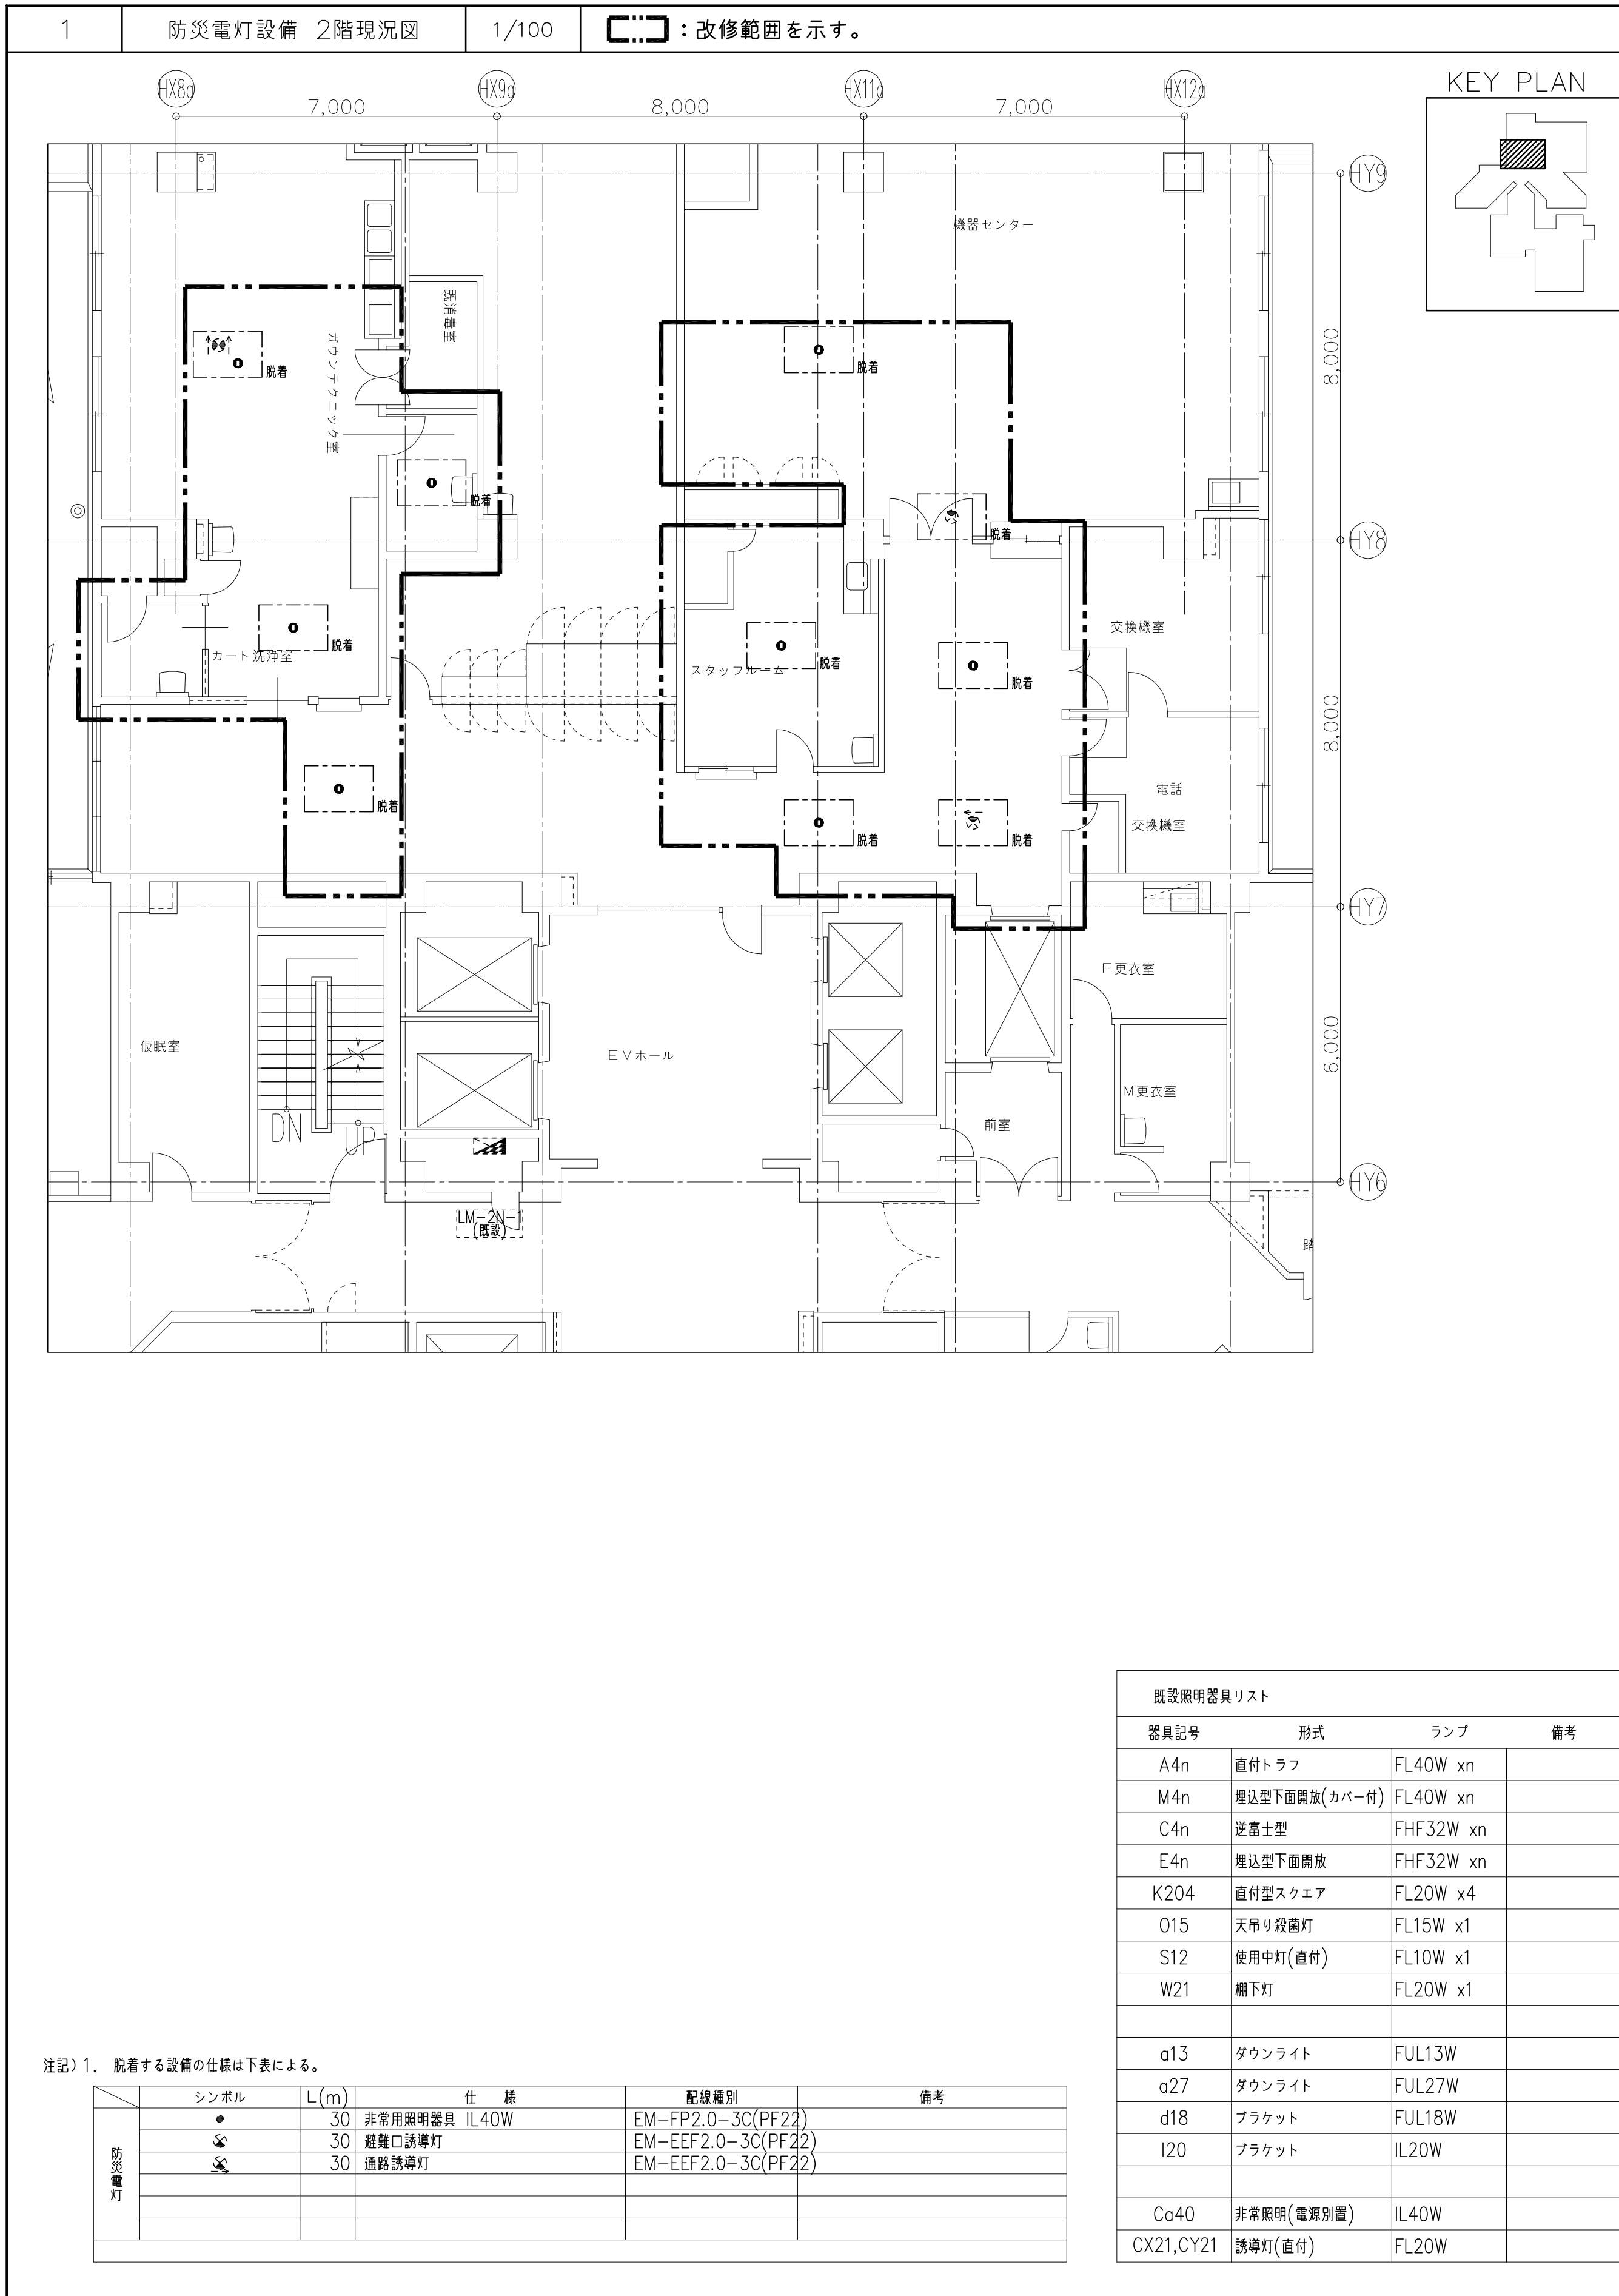 1 防災電灯設備 2階現況図 1/100 :改修範囲を示す。
KEY PLAN
HX8a HX9a HX11a HX12a
7,000 8,000 7,000
HY9
機器センター
既消毒室
ガウンテクニック室
8,000
脱着
脱着
脱着
脱着
HY8
交換機室
脱着
カート洗浄室
スタッフルーム
脱着
脱着
8,000
電話
交換機室
脱着
脱着
脱着
HY7
F更衣室
6,000
仮眠室
EVホール
M更衣室
前室
DN
UP
HY6
LM-2N-1
(既設)
踏
既設照明器具リスト
器具記号 形式 ランプ 備考
A4n 直付トラフ FL40W xn
M4n 埋込型下面開放(カバー付) FL40W xn
C4n 逆富士型 FHF32W xn
E4n 埋込型下面開放 FHF32W xn
K204 直付型スクエア FL20W x4
O15 天吊り殺菌灯 FL15W x1
S12 使用中灯(直付) FL10W x1
W21 棚下灯 FL20W x1
a13 ダウンライト FUL13W
a27 ダウンライト FUL27W
d18 ブラケット FUL18W
I20 ブラケット IL20W
Ca40 非常照明(電源別置) IL40W
CX21,CY21 誘導灯(直付) FL20W
注記)1. 脱着する設備の仕様は下表による。
シンボル L(m) 仕 様 配線種別 備考
防災電灯
30 非常用照明器具 IL40W EM-FP2.0-3C(PF22)
30 避難口誘導灯 EM-EEF2.0-3C(PF22)
30 通路誘導灯 EM-EEF2.0-3C(PF22)